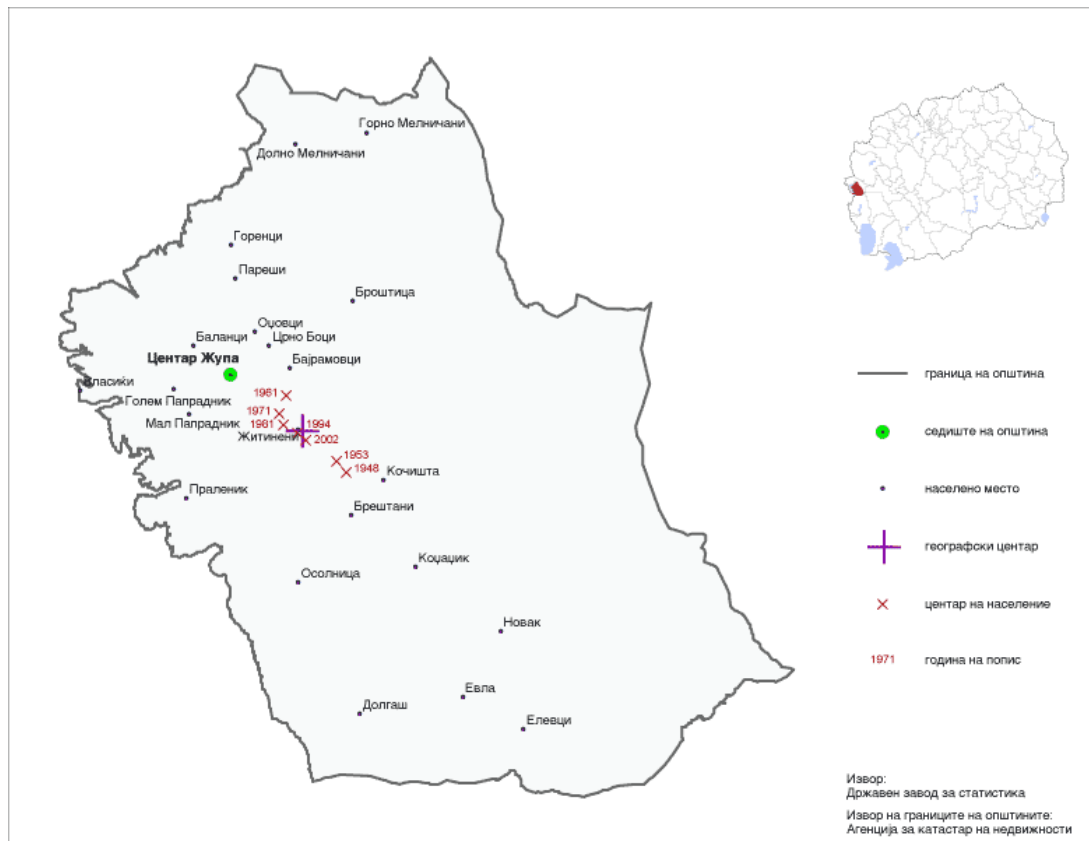 Горно Мелничани
Долно Мелничани
Горенци
Пареши
Броштица
Оџовци
Баланци
Црно Боци
Центар Жупа
Бајрамовци
Власиќи
1961
Голем Папрадник
1971
Мал Папрадник
1961
1994
Житинени
2002
1953
1948
Кочишта
Праленик
Брештани
Коџаџик
Осолница
Новак
Евла
Долгаш
Елевци
граница на општина
седиште на општина
населено место
географски центар
центар на население
1971
година на попис
Извор:
Државен завод за статистика
Извор на границите на општините:
Агенција за катастар на недвижности